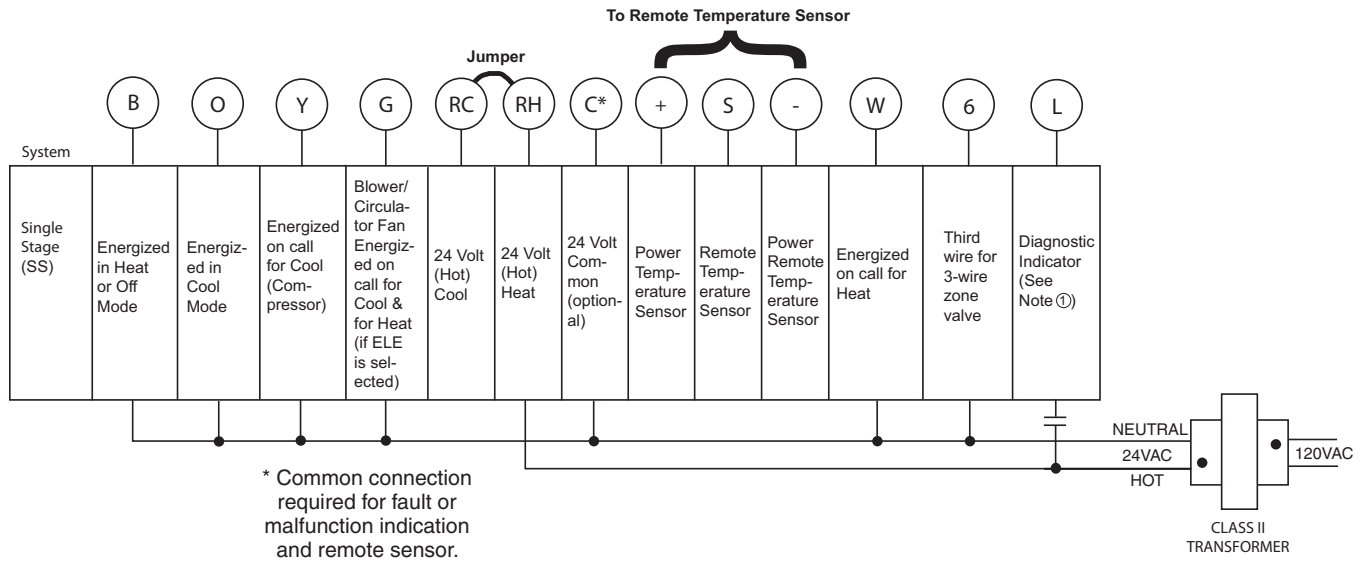 To Remote Temperature Sensor
Jumper
B
O
Y
G
RC
RH
C*
+
S
-
W
6
L
System
Single
Stage
(SS)
Energized
in Heat
or Off
Mode
Energiz-
ed in
Cool
Mode
Energized
on call
for Cool
(Com-
pressor)
Blower/
Circula-
tor Fan
Energiz-
ed on
call for
Cool &
for Heat
(if ELE
is sel-
ected)
24 Volt
(Hot)
Cool
24 Volt
(Hot)
Heat
24 Volt
Com-
mon
(option-
al)
Power
Temp-
erature
Sensor
Remote
Temp-
erature
Sensor
Power
Remote
Temp-
erature
Sensor
Energized
on call for
Heat
Third
wire for
3-wire
zone
valve
Diagnostic
Indicator
(See
Note ①)
NEUTRAL
24VAC
HOT
120VAC
CLASS II
TRANSFORMER
* Common connection
required for fault or
malfunction indication
and remote sensor.